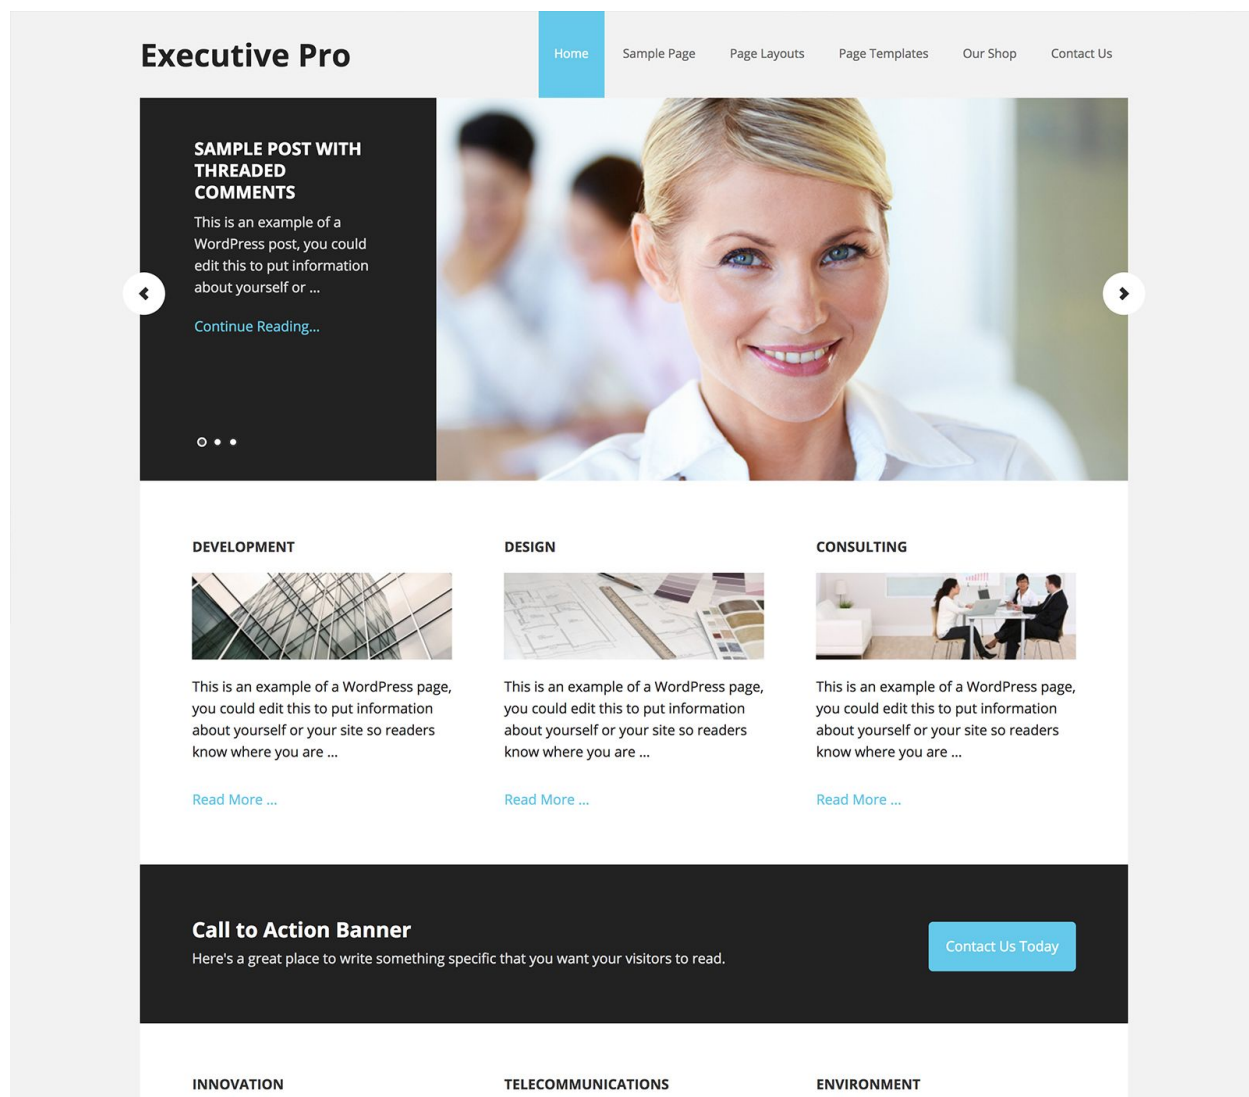 Executive Pro
Home Sample Page Page Layouts Page Templates Our Shop Contact Us
SAMPLE POST WITH
THREADED
COMMENTS
This is an example of a
WordPress post, you could
edit this to put information
about yourself or ...
Continue Reading...
DEVELOPMENT
This is an example of a WordPress page,
you could edit this to put information
about yourself or your site so readers
know where you are ...
Read More ...
DESIGN
This is an example of a WordPress page,
you could edit this to put information
about yourself or your site so readers
know where you are ...
Read More ...
CONSULTING
This is an example of a WordPress page,
you could edit this to put information
about yourself or your site so readers
know where you are ...
Read More ...
Call to Action Banner
Here's a great place to write something specific that you want your visitors to read.
Contact Us Today
INNOVATION
TELECOMMUNICATIONS
ENVIRONMENT